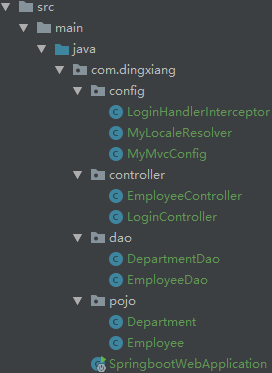 src
main
java
com.dingxiang
config
LoginHandlerInterceptor
MyLocaleResolver
MyMvcConfig
controller
EmployeeController
LoginController
dao
DepartmentDao
EmployeeDao
pojo
Department
Employee
SpringbootWebApplication